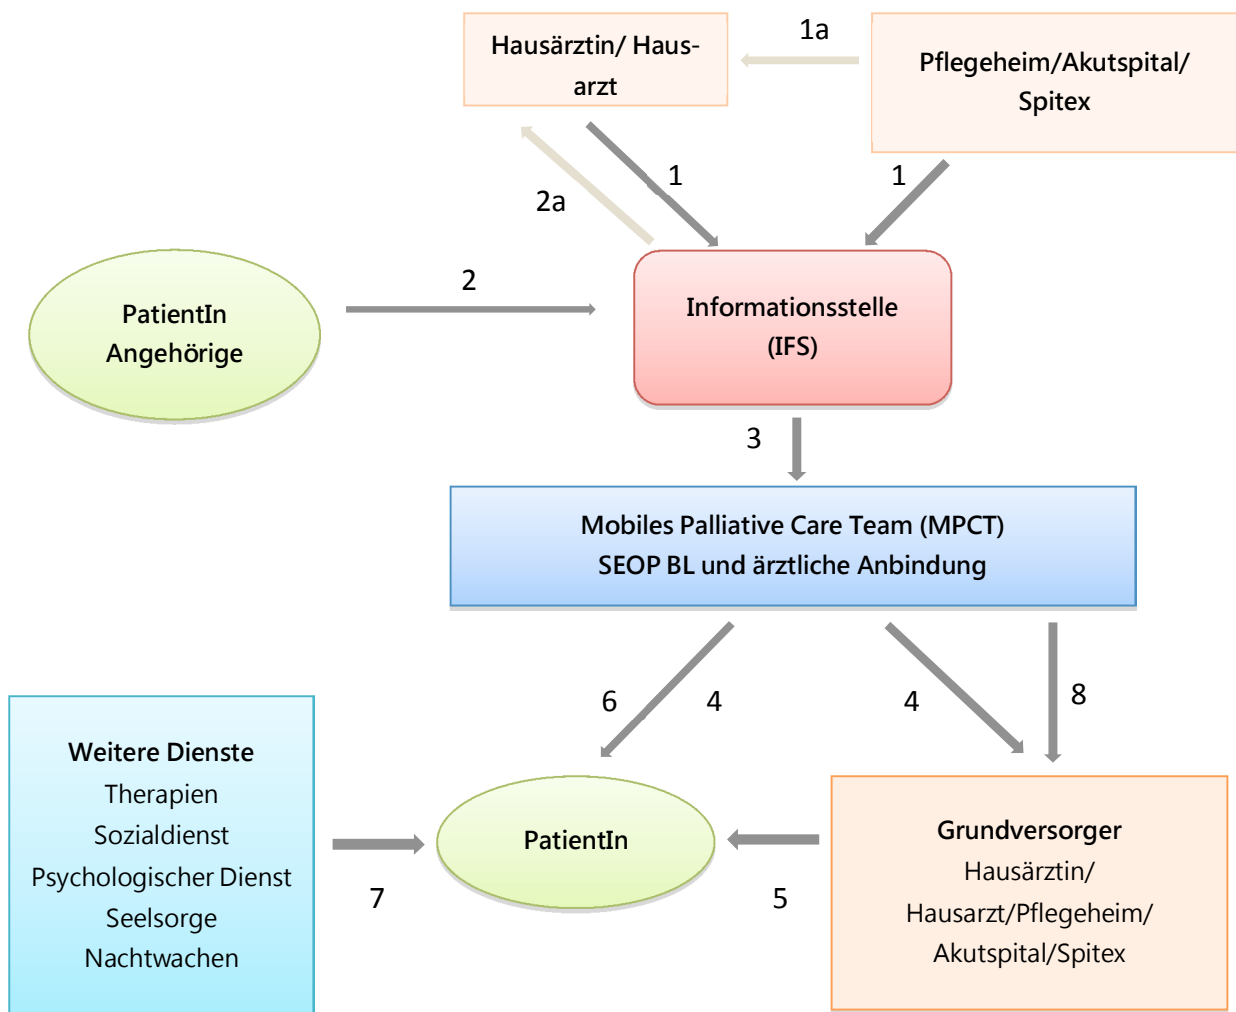 Hausärztin/ Haus-
arzt
1a
Pflegeheim/Akutspital/
Spitex
1
1
2a
2
PatientIn
Angehörige
Informationsstelle
(IFS)
3
Mobiles Palliative Care Team (MPCT)
SEOP BL und ärztliche Anbindung
6
4
4
8
Weitere Dienste
Therapien
Sozialdienst
Psychologischer Dienst
Seelsorge
Nachtwachen
7
PatientIn
5
Grundversorger
Hausärztin/
Hausarzt/Pflegeheim/
Akutspital/Spitex